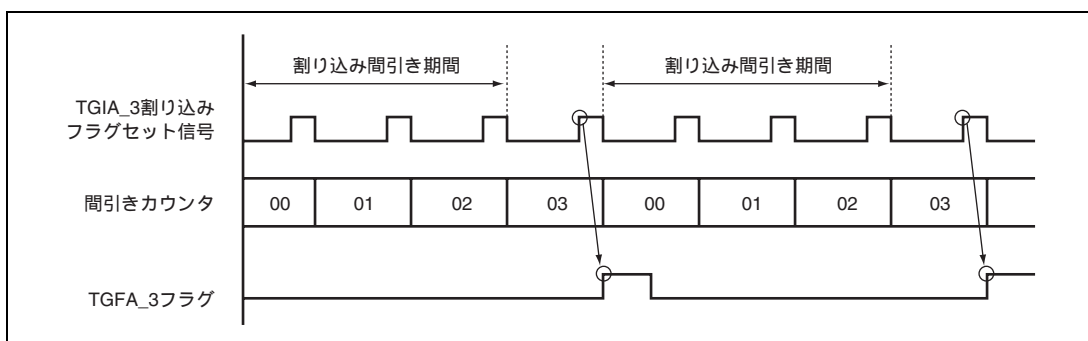 割り込み間引き期間 割り込み間引き期間
TGIA_3割り込み
フラグセット信号
間引きカウンタ 00 01 02 03 00 01 02 03
TGFA_3フラグ